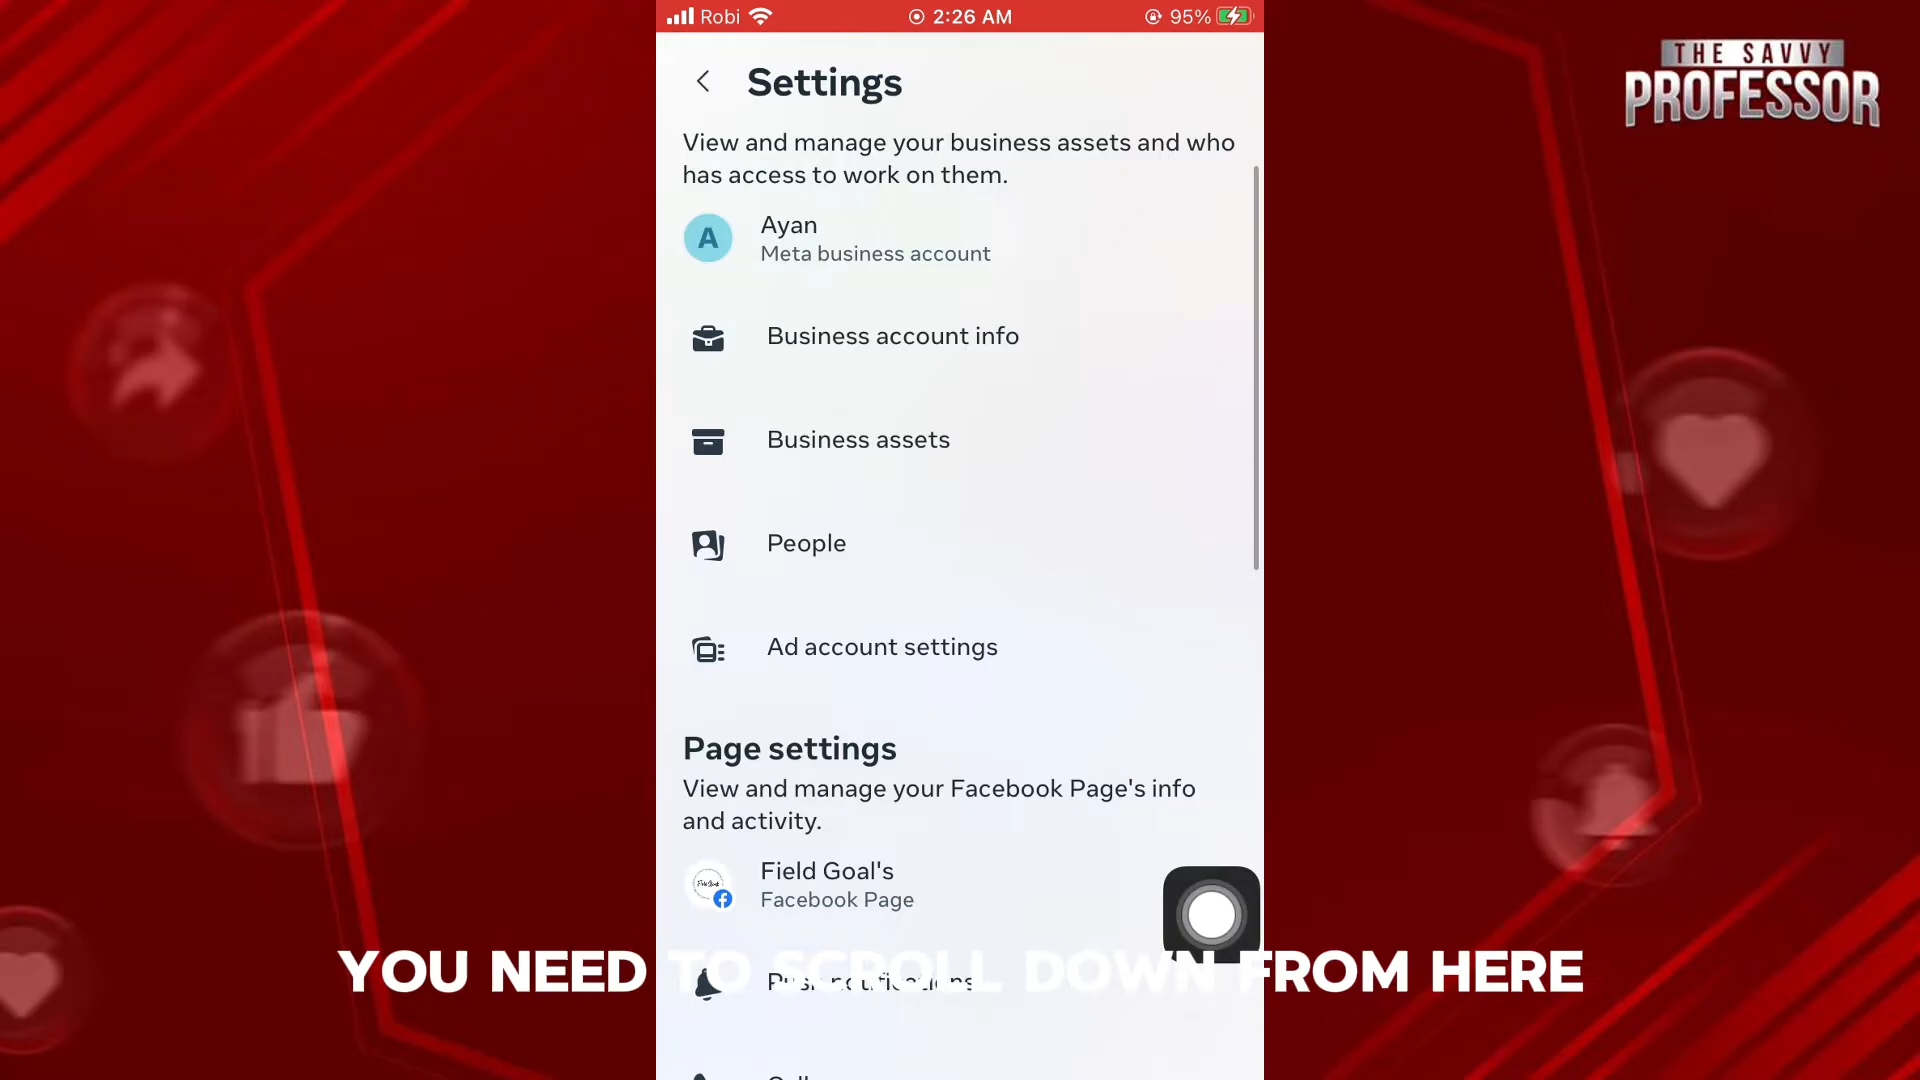 Robi
2:26 AM
95%
THE SAVVY
PROFESSOR
Settings
View and manage your business assets and who
has access to work on them.
A
Ayan
Meta business account
Business account info
Business assets
People
Ad account settings
Page settings
View and manage your Facebook Page's info
and activity.
Field Goal's
Facebook Page
Push notifications
YOU NEED TO SCROLL DOWN FROM HERE